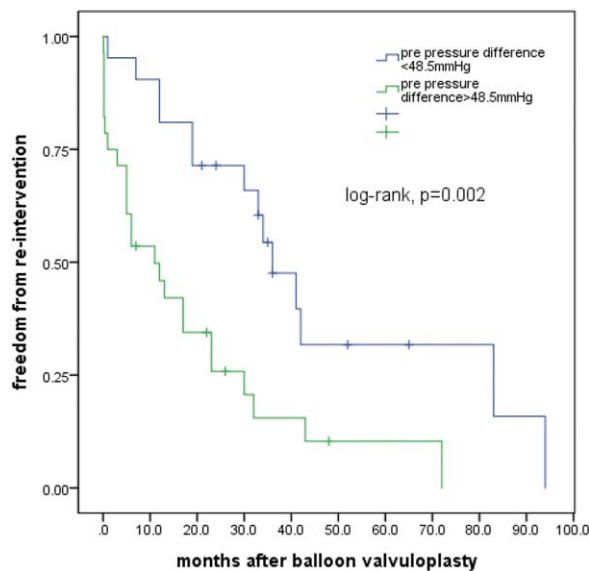 1.00
pre pressure difference
<48.5mmHg
pre pressure
difference>48.5mmHg
0.75
log-rank, p=0.002
freedom from re-intervention
0.50
0.25
0.00
.0 10.0 20.0 30.0 40.0 50.0 60.0 70.0 80.0 90.0 100.0
months after balloon valvuloplasty